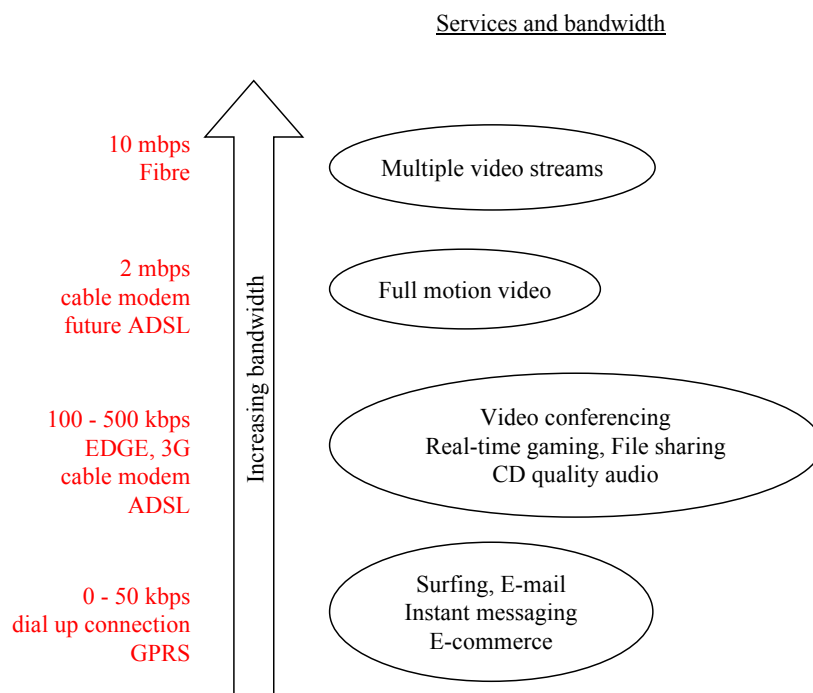 Services and bandwidth
10 mbps
Fibre
Multiple video streams
2 mbps
cable modem
future ADSL
Full motion video
Increasing bandwidth
100 - 500 kbps
EDGE, 3G
cable modem
ADSL
Video conferencing
Real-time gaming, File sharing
CD quality audio
0 - 50 kbps
dial up connection
GPRS
Surfing, E-mail
Instant messaging
E-commerce